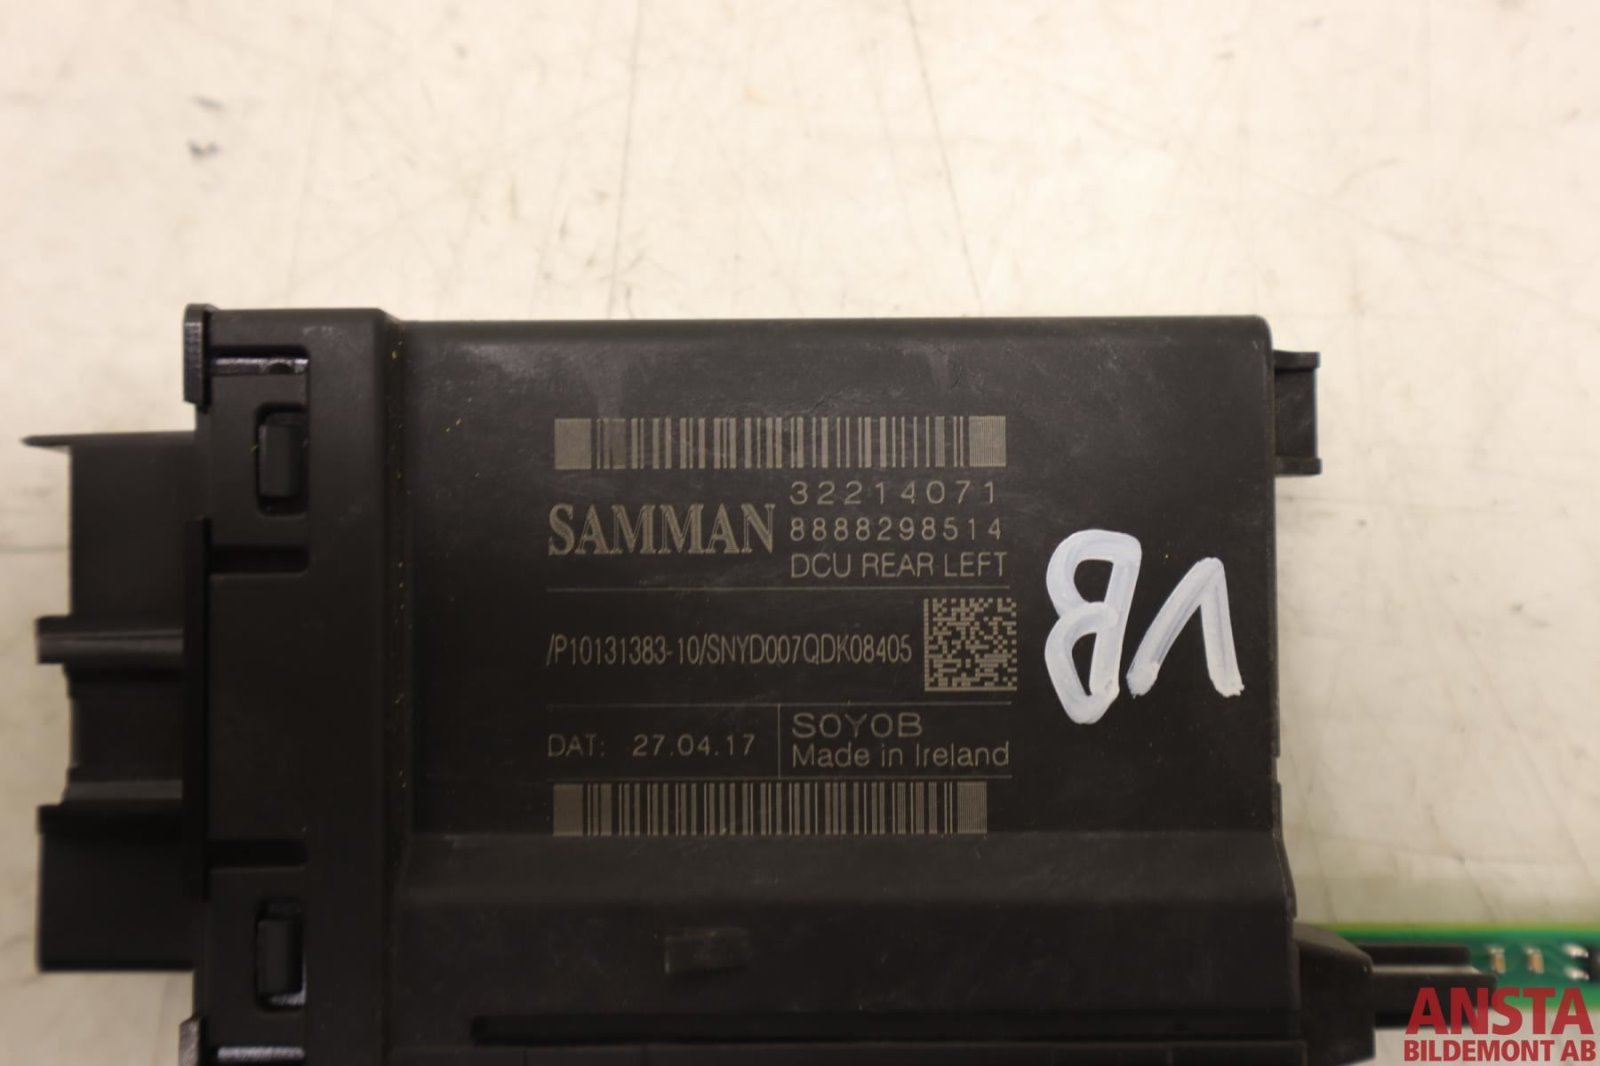 32214071
SAMMAN 8888298514
DCU REAR LEFT
/P10131383-10/SNYD007QDK08405
DAT: 27.04.17
SOYOB
Made in Ireland
VB
ANSTA
BILDEMONT AB